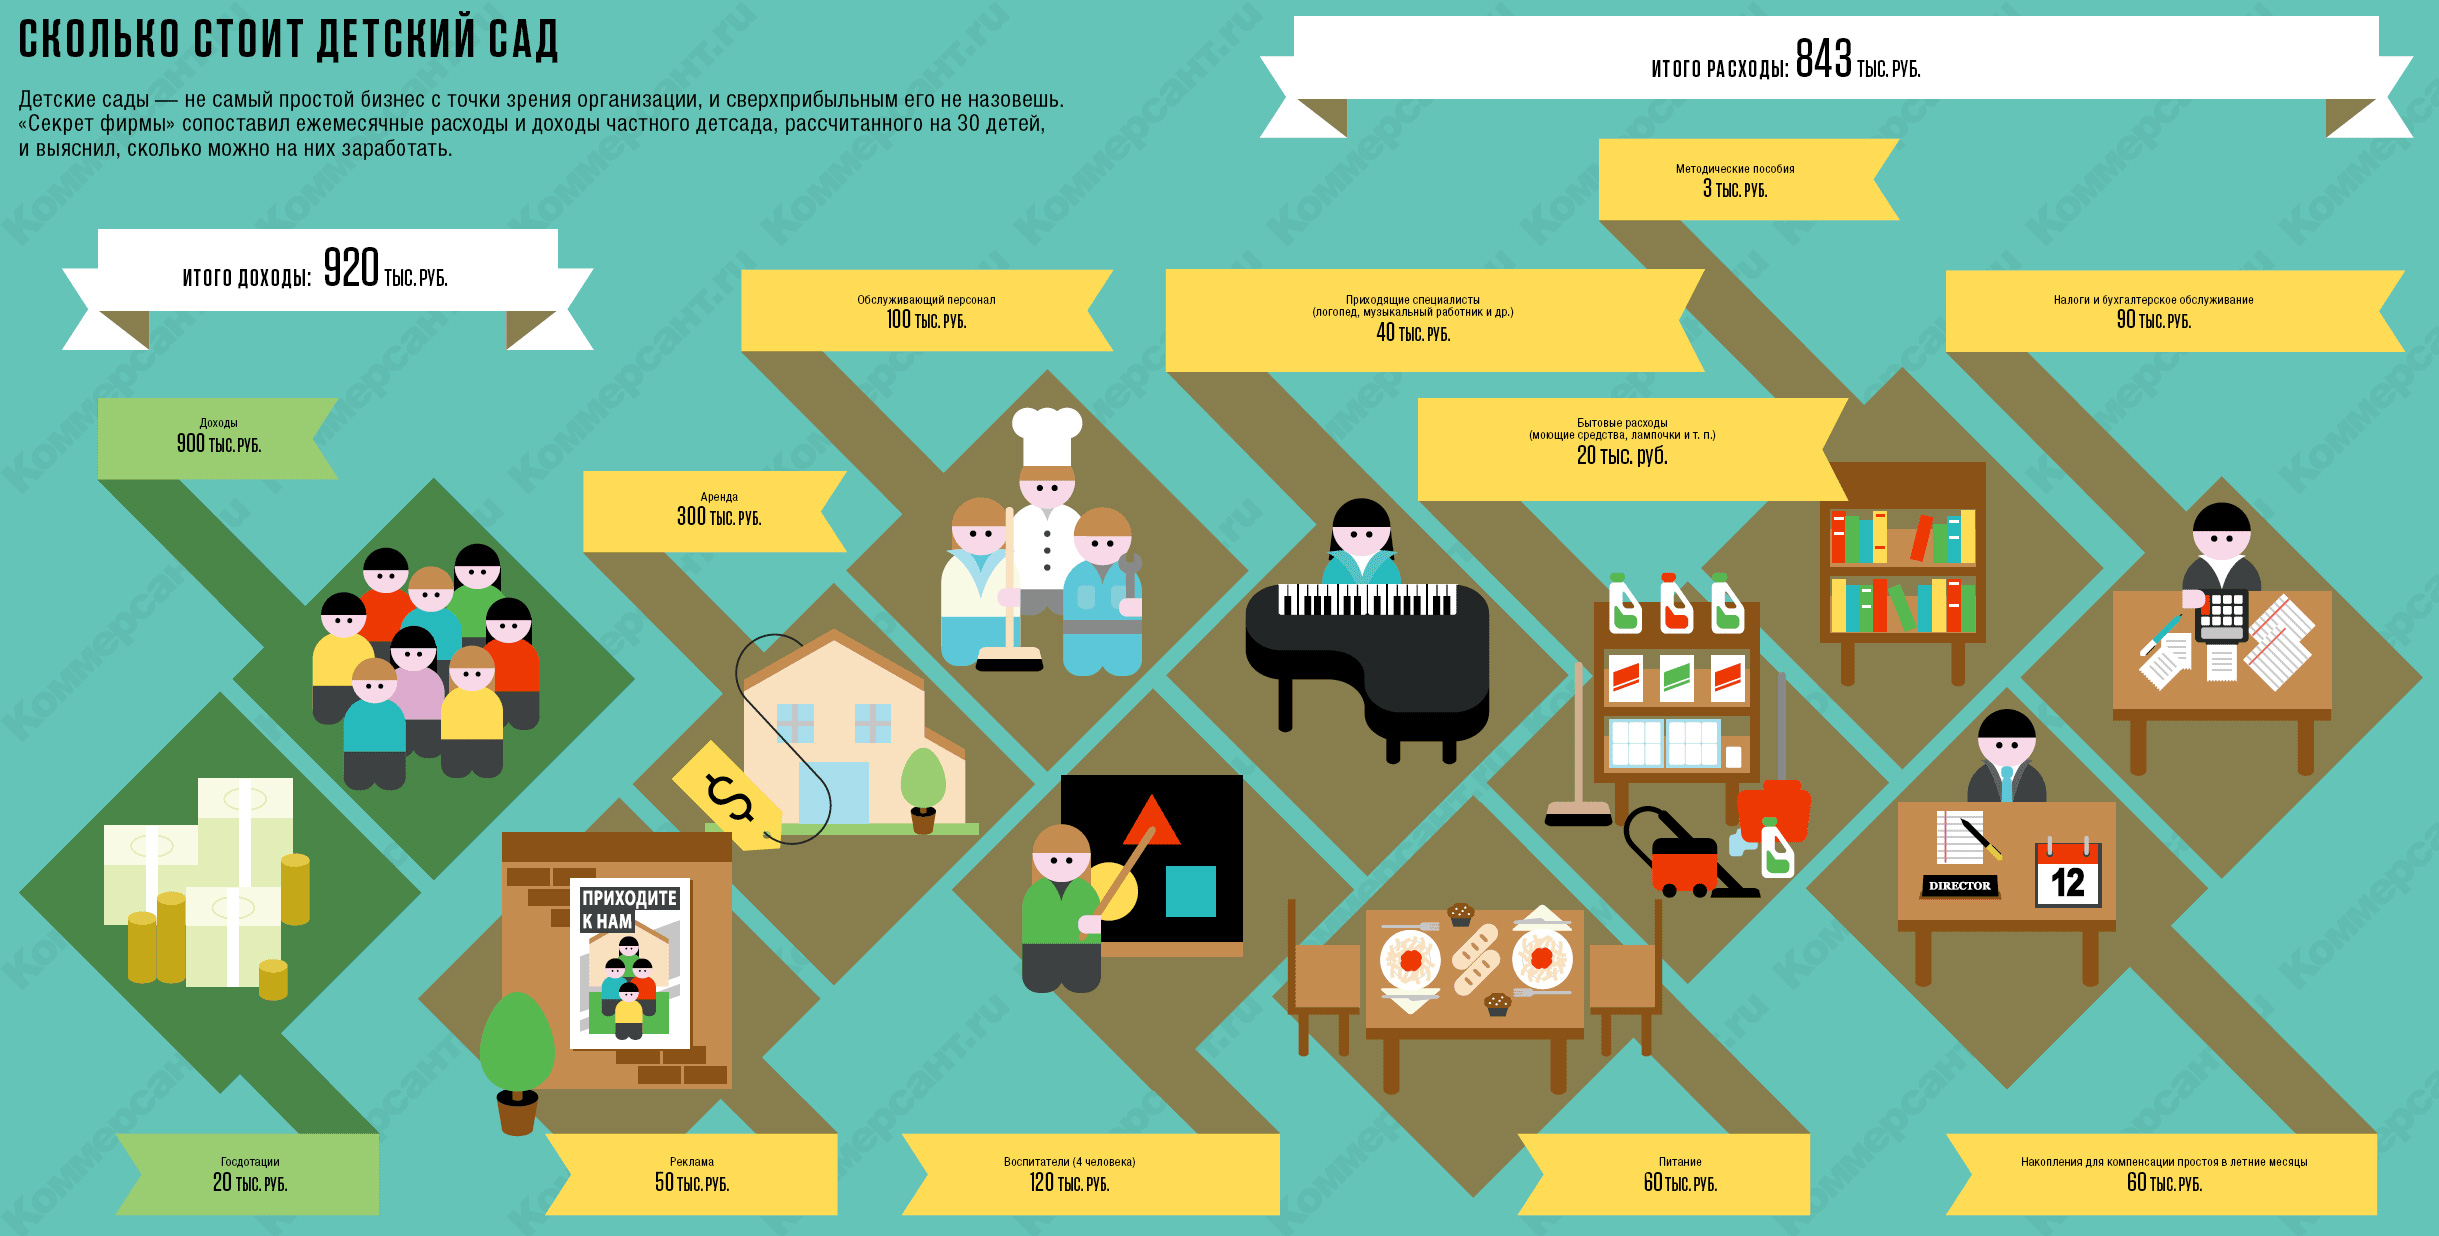 СКОЛЬКО СТОИТ ДЕТСКИЙ САД
Детские сады — не самый простой бизнес с точки зрения организации, и сверхприбыльным его не назовешь.
«Секрет фирмы» сопоставил ежемесячные расходы и доходы частного детсада, рассчитанного на 30 детей,
и выяснил, сколько можно на них заработать.
ИТОГО РАСХОДЫ: 843 ТЫС. РУБ.
ИТОГО ДОХОДЫ: 920 ТЫС. РУБ.
Методические пособия
3 ТЫС. РУБ.
Обслуживающий персонал
100 ТЫС. РУБ.
Приходящие специалисты
(логопед, музыкальный работник и др.)
40 ТЫС. РУБ.
Налоги и бухгалтерское обслуживание
90 ТЫС. РУБ.
Доходы
900 ТЫС. РУБ.
Аренда
300 ТЫС. РУБ.
Бытовые расходы
(моющие средства, лампочки и т. п.)
20 тыс. руб.
$
ПРИХОДИТЕ
К НАМ
DIRECTOR
12
Госдотации
20 ТЫС. РУБ.
Реклама
50 ТЫС. РУБ.
Воспитатели (4 человека)
120 ТЫС. РУБ.
Питание
60 ТЫС. РУБ.
Накопления для компенсации простоя в летние месяцы
60 ТЫС. РУБ.
Коммерсант.ru